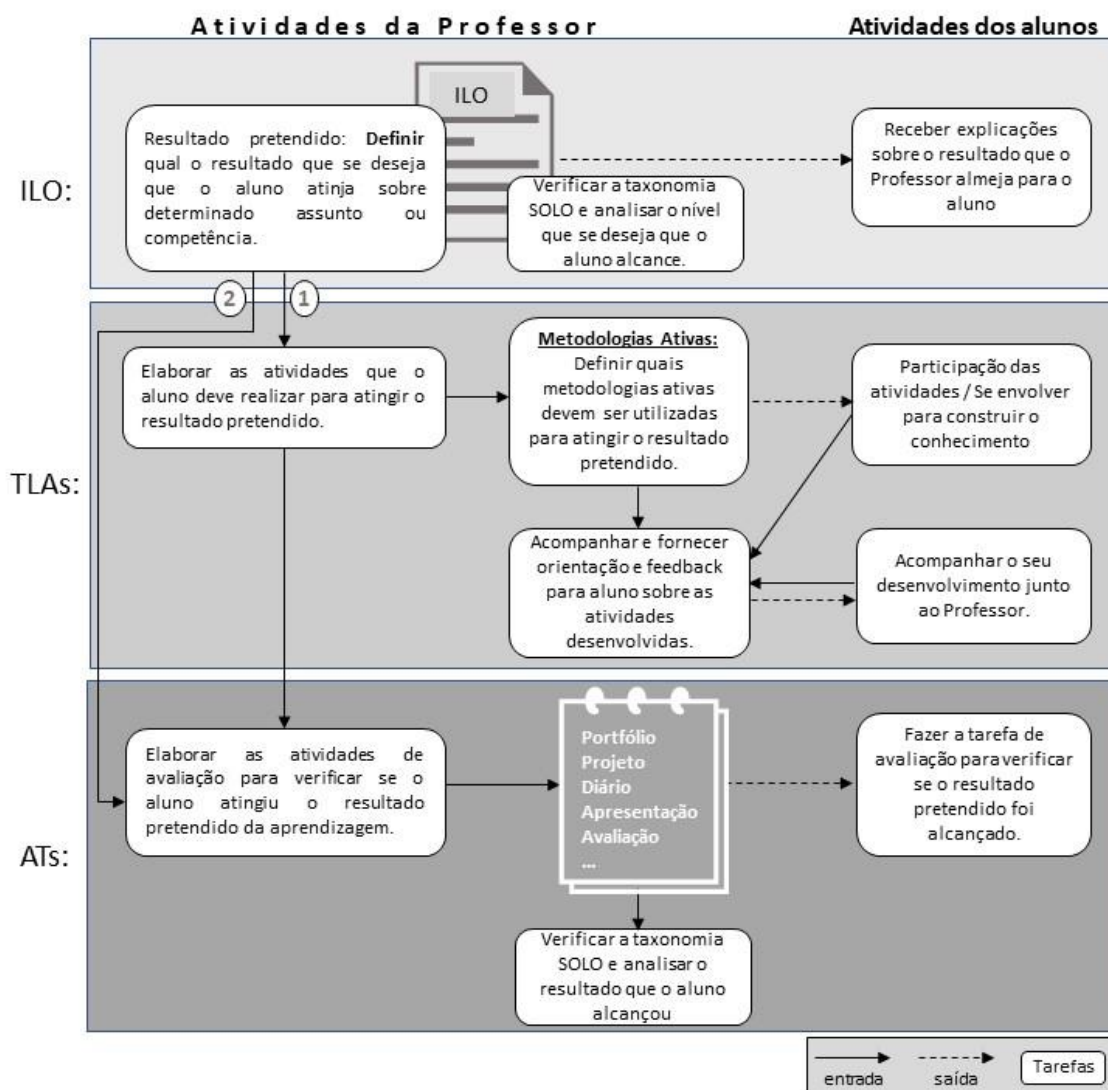 Atividades da Professor
Atividades dos alunos
ILO:
ILO
Resultado pretendido: Definir
qual o resultado que se deseja
que o aluno atinja sobre
determinado assunto ou
competência.
Verificar a taxonomia
SOLO e analisar o nível
que se deseja que o
aluno alcance.
Receber explicações
sobre o resultado que o
Professor almeja para o
aluno
2
1
TLAs:
Elaborar as atividades que o
aluno deve realizar para atingir o
resultado pretendido.
Metodologias Ativas:
Definir quais
metodologias ativas
devem ser utilizadas
para atingir o resultado
pretendido.
Participação das
atividades / Se envolver
para construir o
conhecimento
Acompanhar e fornecer
orientação e feedback
para aluno sobre as
atividades
desenvolvidas.
Acompanhar o seu
desenvolvimento junto
ao Professor.
ATs:
Elaborar as atividades de
avaliação para verificar se o
aluno atingiu o resultado
pretendido da aprendizagem.
Portfólio
Projeto
Diário
Apresentação
Avaliação
...
Fazer a tarefa de
avaliação para verificar
se o resultado
pretendido foi
alcançado.
Verificar a taxonomia
SOLO e analisar o
resultado que o aluno
alcançou
entrada
saída
Tarefas